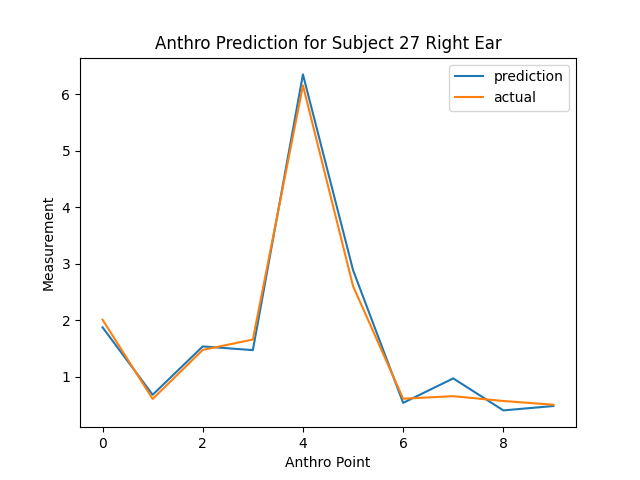 Anthro Prediction for Subject 27 Right Ear
prediction
actual
6
5
4
3
2
1
Measurement
0 2 4 6 8
Anthro Point